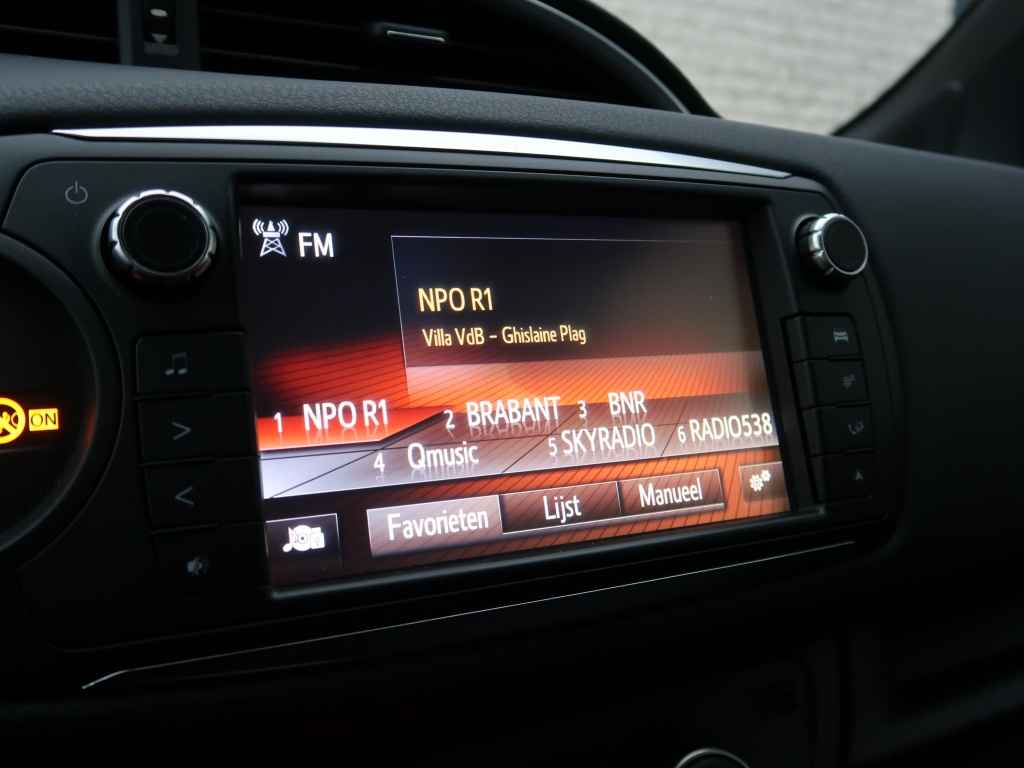 FM
NPO R1
Villa VdB - Ghislaine Plag
1 NPO R1 2 BRABANT 3 BNR
4 Qmusic 5 SKYRADIO 6 RADIO538
ON
Favorieten Lijst Manueel